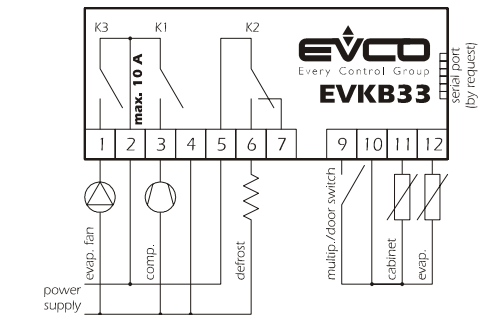 K3
K1
K2
max. 10 A
EVCO
Every Control Group
EVKB33
serial port
(by request)
1 2 3 4 5 6 7 9 10 11 12
evap. fan
comp.
defrost
multip./door switch
cabinet
evap.
power
supply